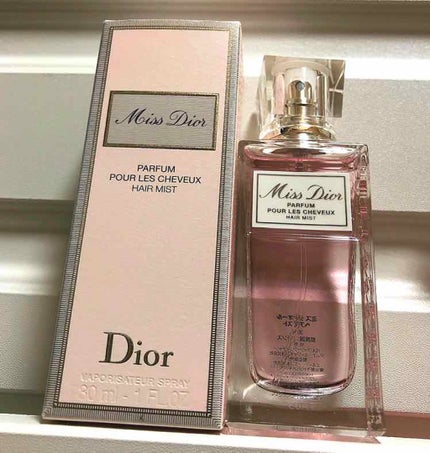 Miss Dior
PARFUM
POUR LES CHEVEUX
HAIR MIST
Dior
VAPORISATEUR SPRAY
30 ml - 1 FL.OZ
Miss Dior
PARFUM
POUR LES CHEVEUX
HAIR MIST